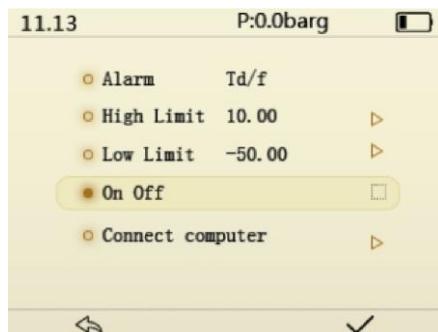 11.13 P:0.0barg
Alarm Td/f
High Limit 10.00
Low Limit -50.00
On Off
Connect computer